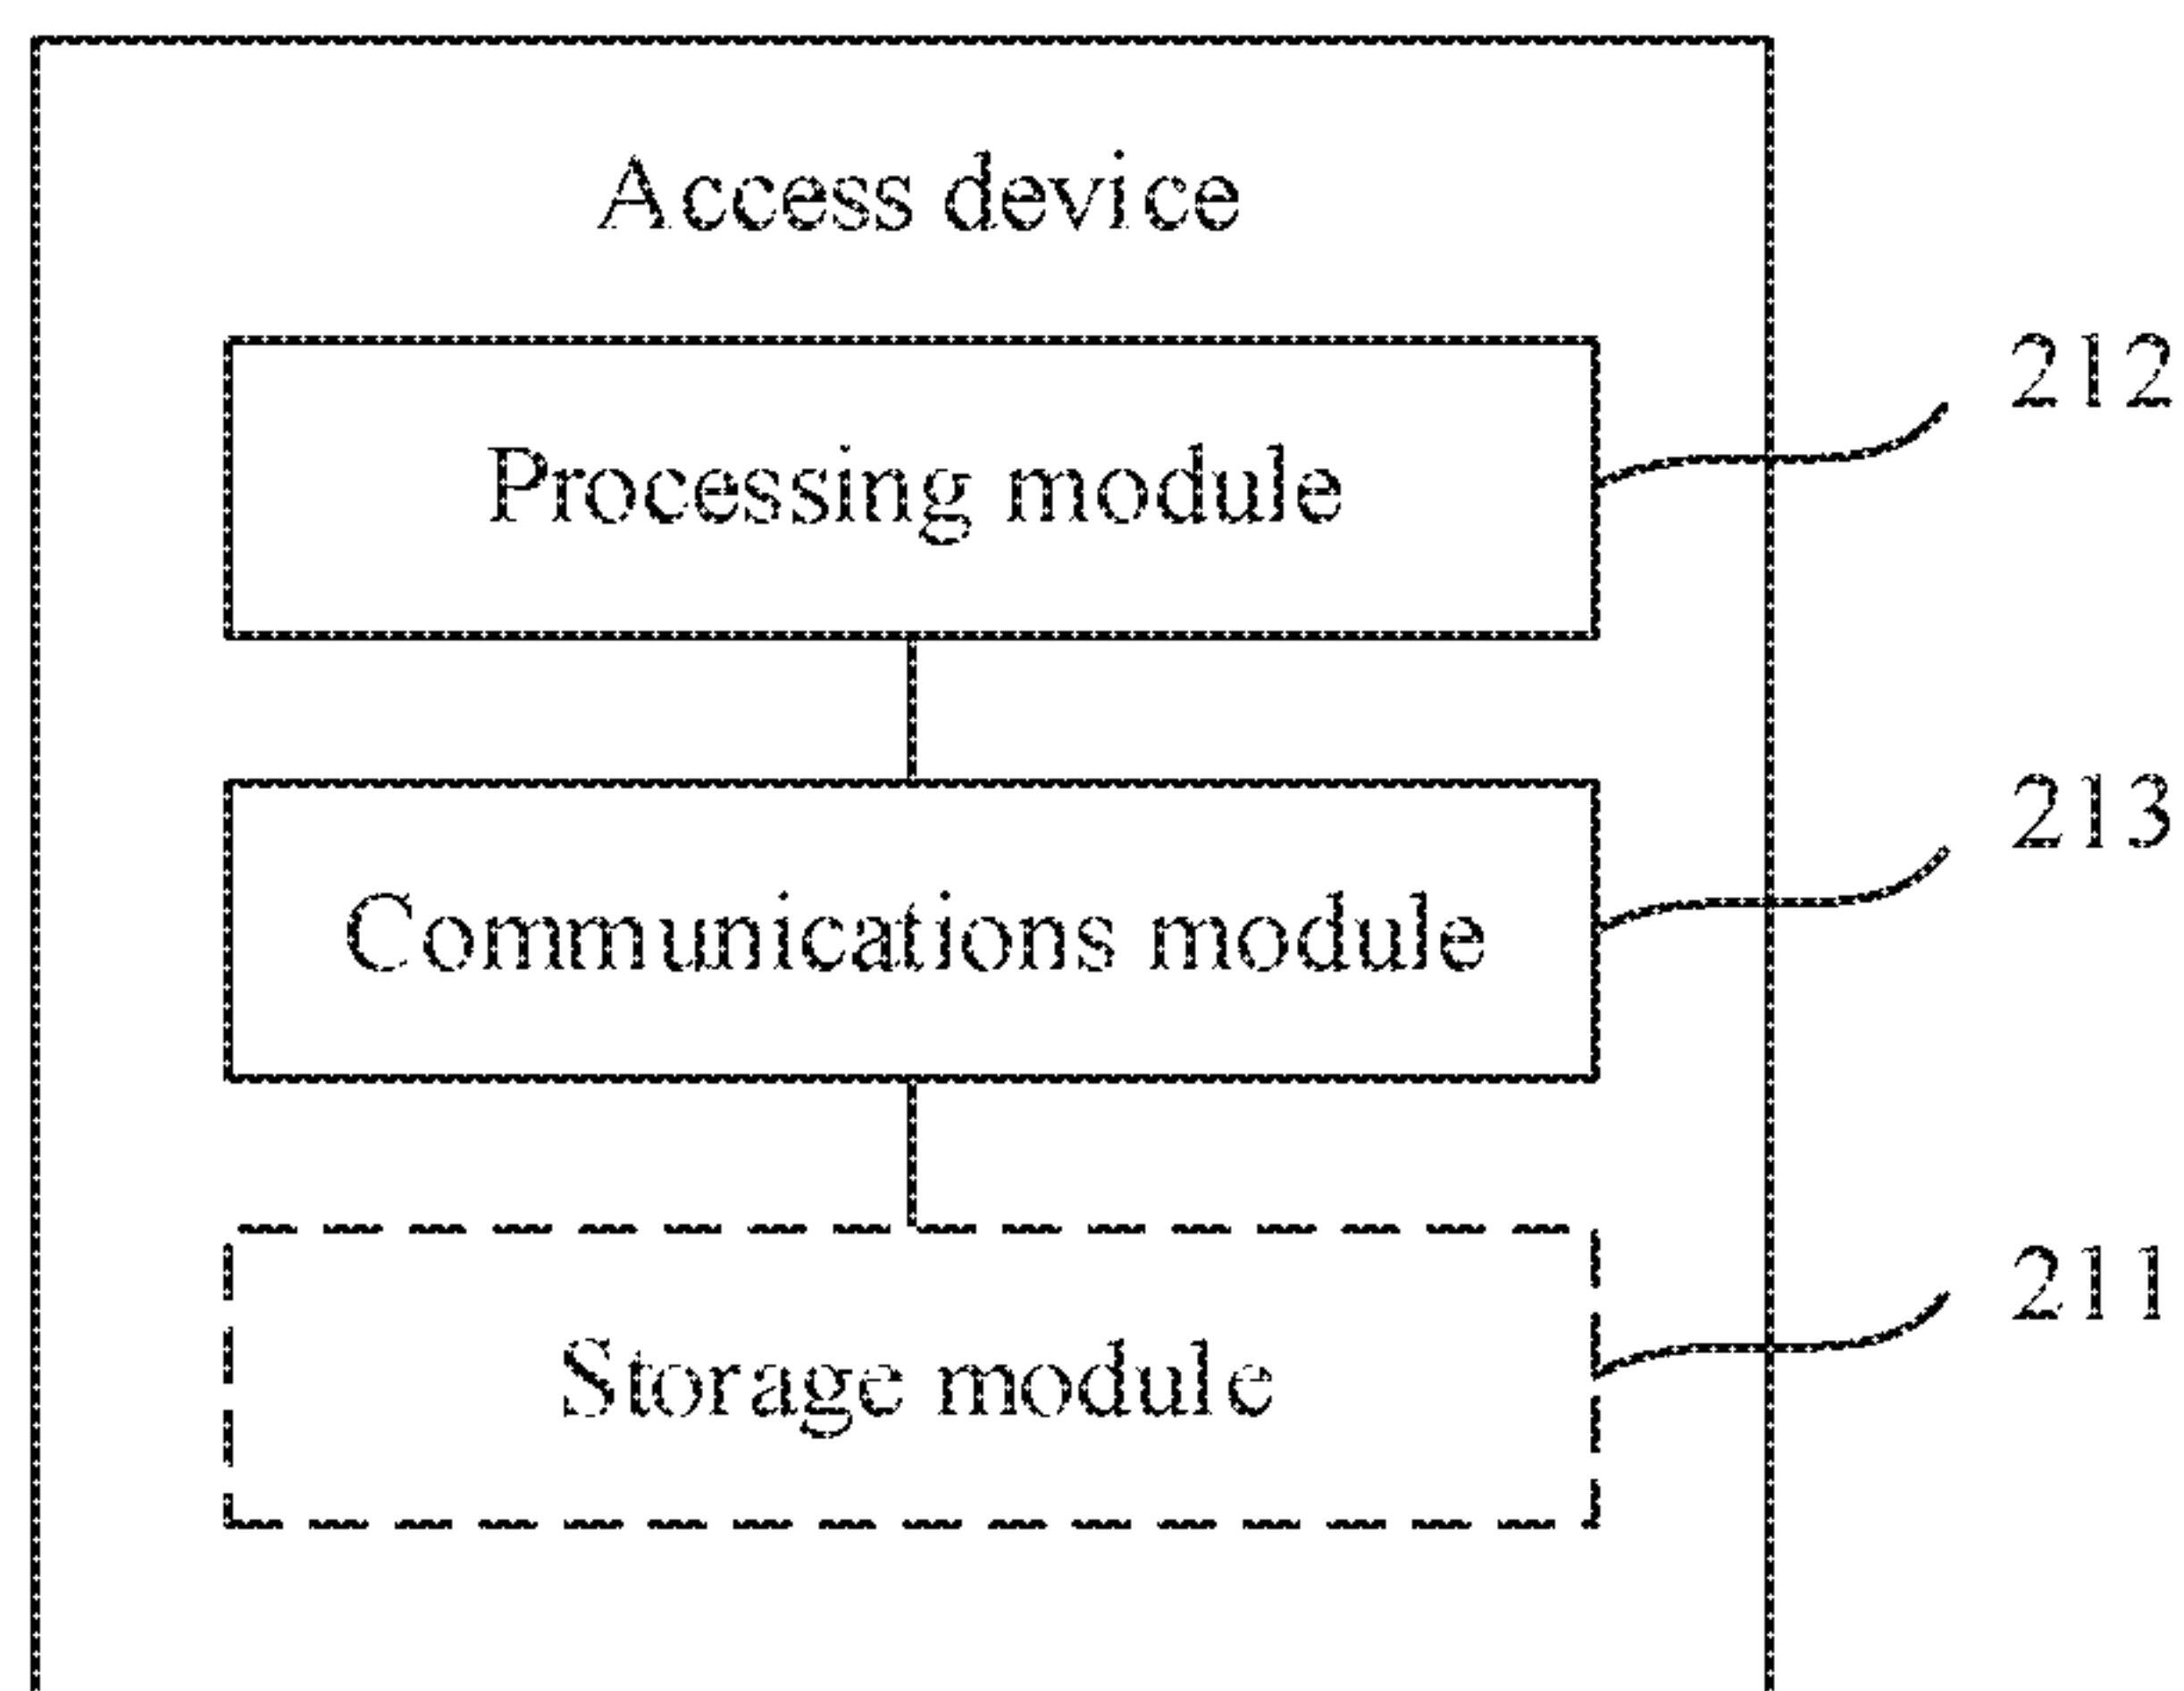 Access device
212
Processing module
213
Communications module
211
Storage module